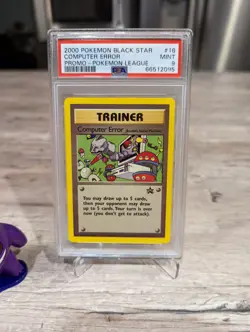 2000 POKEMON BLACK STAR #16
COMPUTER ERROR MINT
PROMO - POKEMON LEAGUE 9
PSA 66512095
TRAINER
Computer Error
You may draw up to 5 cards,
then your opponent may draw
up to 5 cards. Your turn is over
now (you don't get to attack).